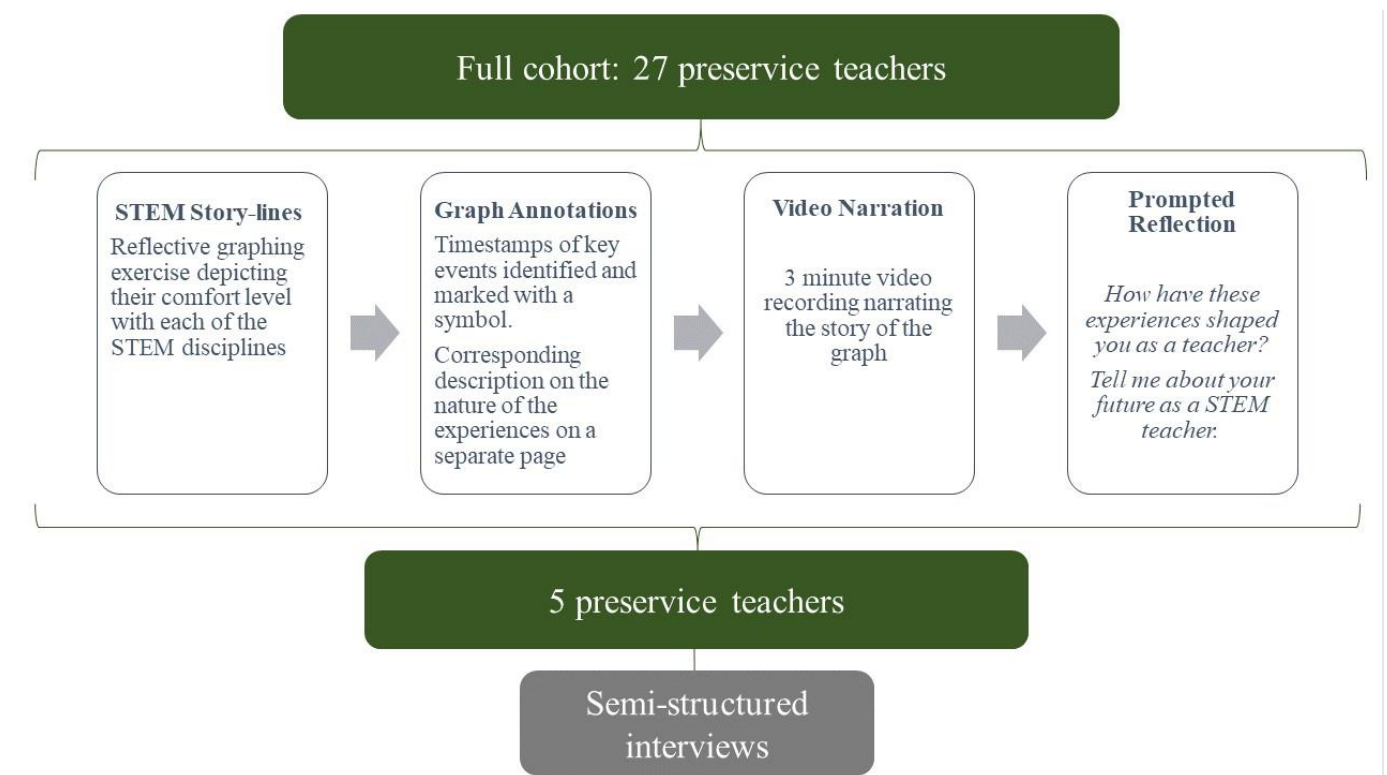 Full cohort: 27 preservice teachers
STEM Story-lines
Reflective graphing
exercise depicting
their comfort level
with each of the
STEM disciplines
Graph Annotations
Timestamps of key
events identified and
marked with a
symbol.
Corresponding
description on the
nature of the
experiences on a
separate page
Video Narration
3 minute video
recording narrating
the story of the
graph
Prompted
Reflection
How have these
experiences shaped
you as a teacher?
Tell me about your
future as a STEM
teacher.
5 preservice teachers
Semi-structured
interviews